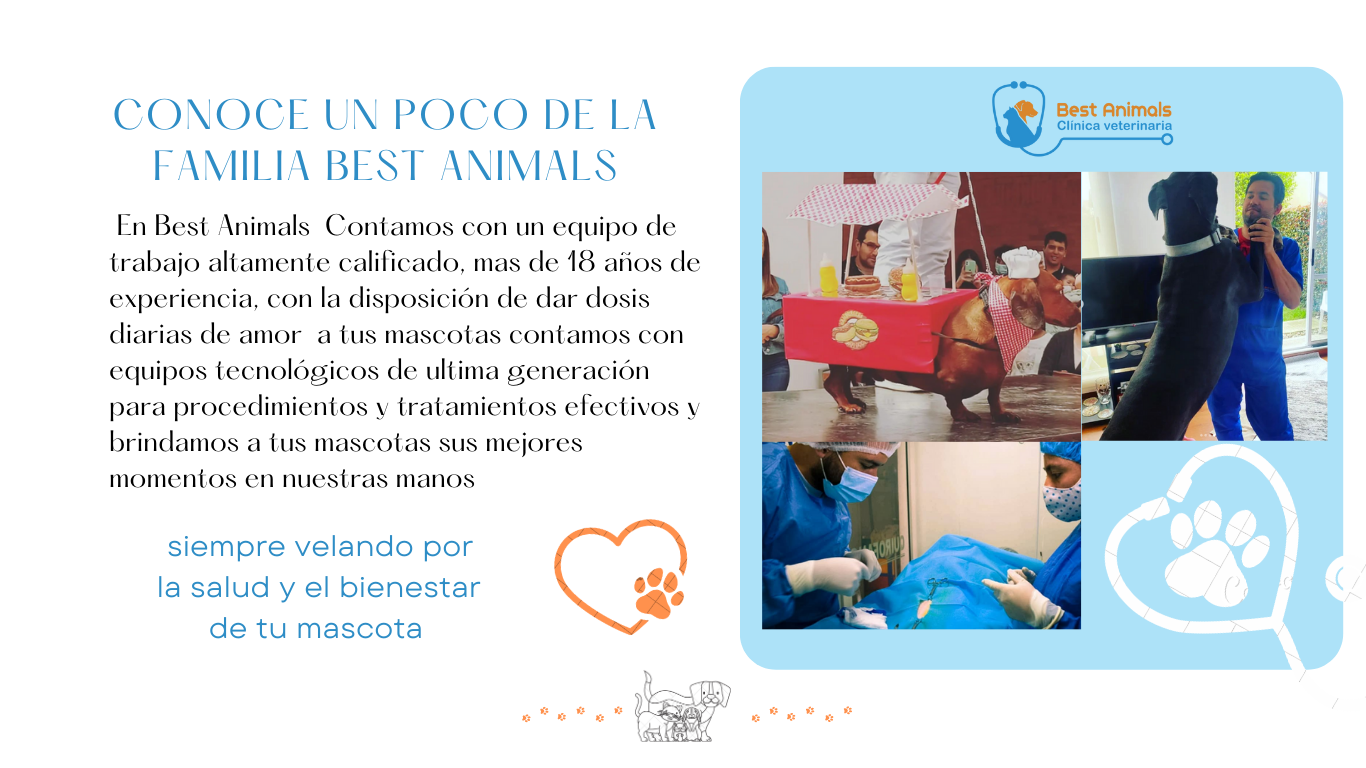 CONOCE UN POCO DE LA
FAMILIA BEST ANIMALS
En Best Animals Contamos con un equipo de
trabajo altamente calificado, mas de 18 años de
experiencia, con la disposición de dar dosis
diarias de amor a tus mascotas contamos con
equipos tecnológicos de ultima generación
para procedimientos y tratamientos efectivos y
brindamos a tus mascotas sus mejores
momentos en nuestras manos
siempre velando por
la salud y el bienestar
de tu mascota
Best Animals
Clínica veterinaria